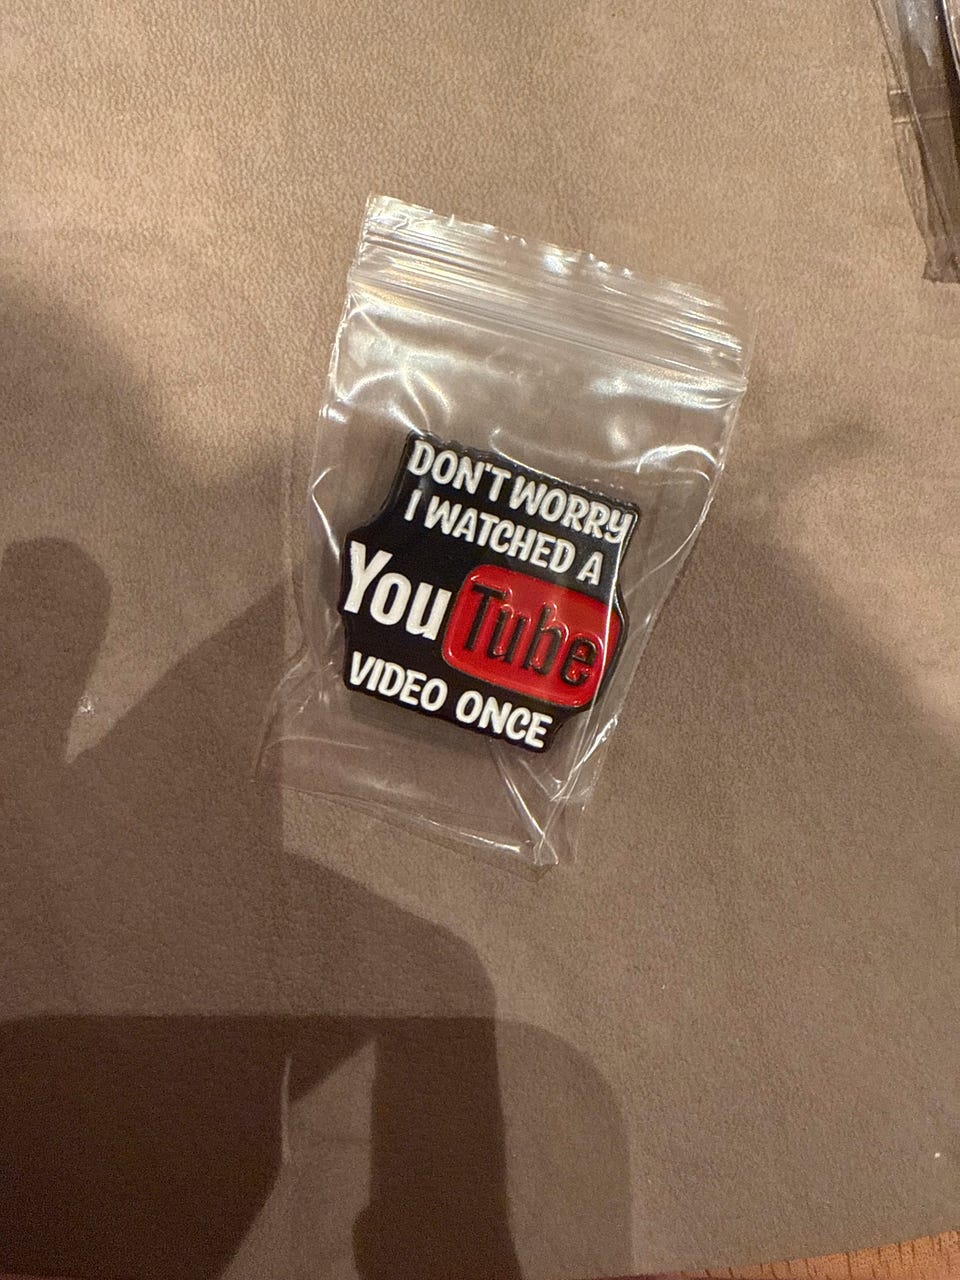 DON'T WORRY
I WATCHED A
YouTube
VIDEO ONCE